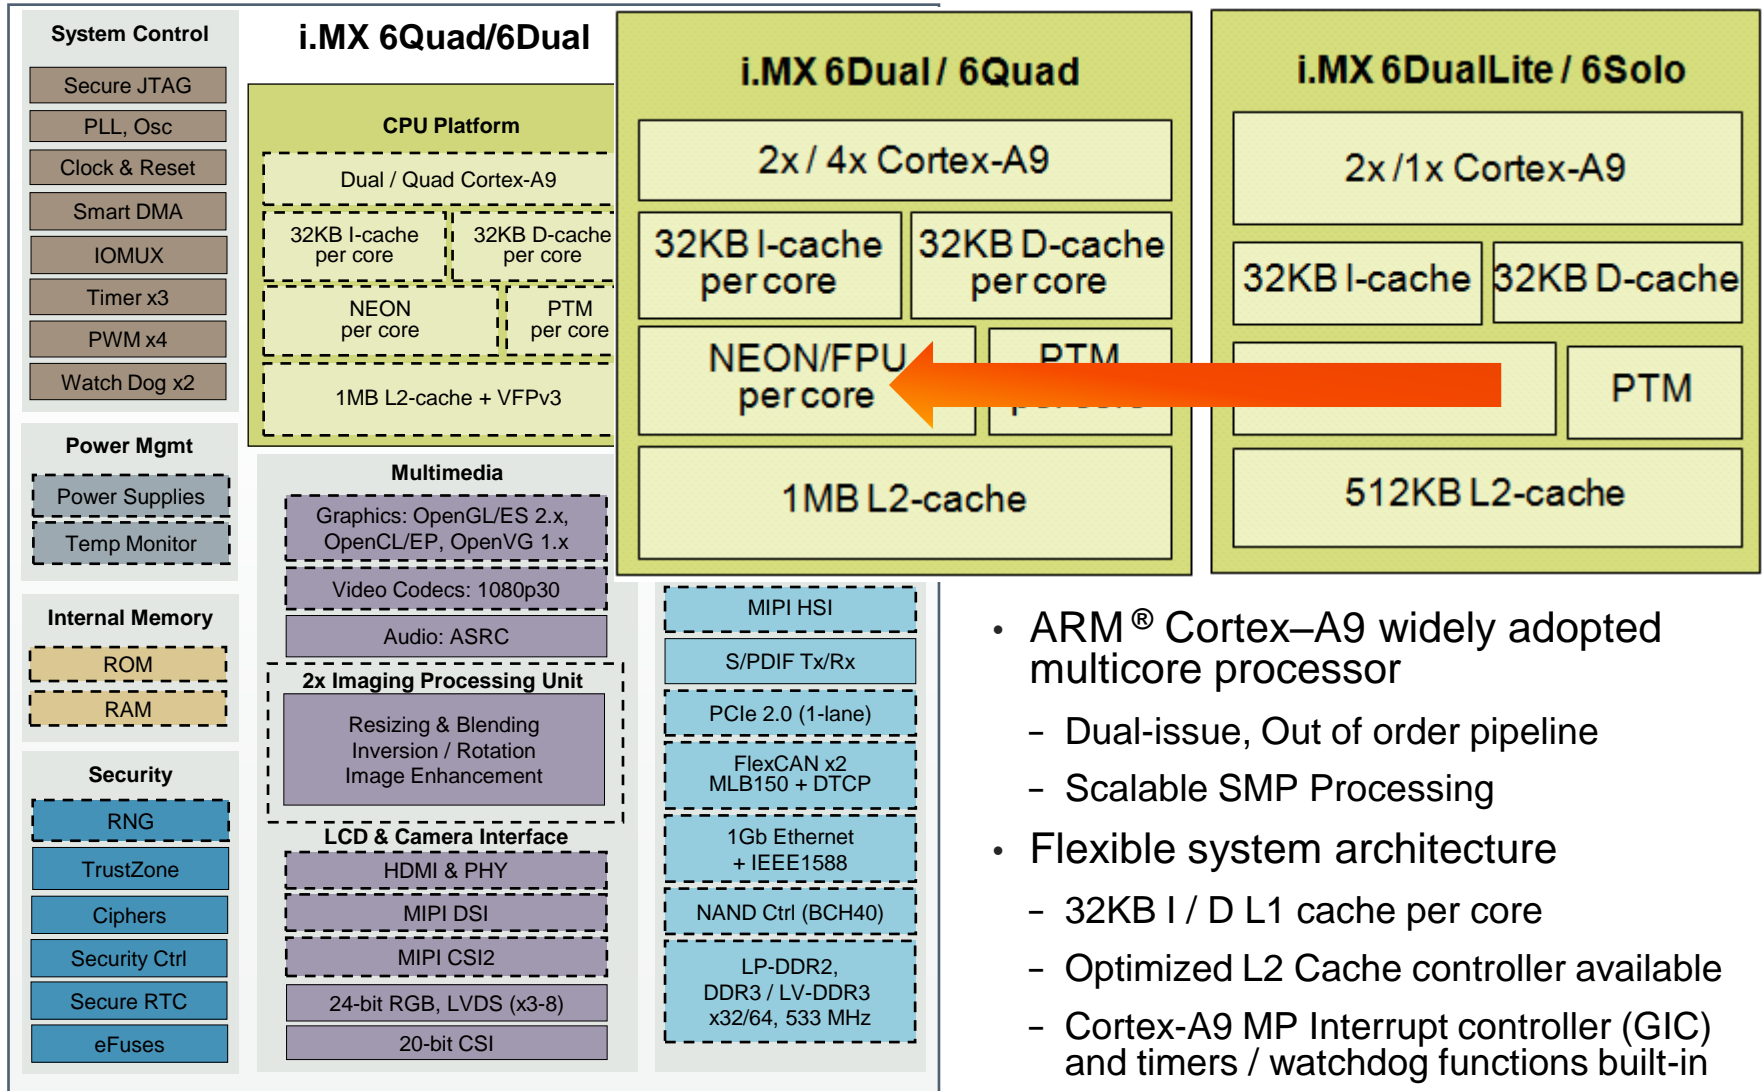 System Control
Secure JTAG
PLL, Osc
Clock & Reset
Smart DMA
IOMUX
Timer x3
PWM x4
Watch Dog x2
Power Mgmt
Power Supplies
Temp Monitor
Internal Memory
ROM
RAM
Security
RNG
TrustZone
Ciphers
Security Ctrl
Secure RTC
eFuses
i.MX 6Quad/6Dual
CPU Platform
Dual / Quad Cortex-A9
32KB I-cache
per core
32KB D-cache
per core
NEON
per core
PTM
per core
1MB L2-cache + VFPv3
Multimedia
Graphics: OpenGL/ES 2.x,
OpenCL/EP, OpenVG 1.x
Video Codecs: 1080p30
Audio: ASRC
2x Imaging Processing Unit
Resizing & Blending
Inversion / Rotation
Image Enhancement
LCD & Camera Interface
HDMI & PHY
MIPI DSI
MIPI CSI2
24-bit RGB, LVDS (x3-8)
20-bit CSI
MIPI HSI
S/PDIF Tx/Rx
PCIe 2.0 (1-lane)
FlexCAN x2
MLB150 + DTCP
1Gb Ethernet
+ IEEE1588
NAND Ctrl (BCH40)
LP-DDR2,
DDR3 / LV-DDR3
x32/64, 533 MHz
i.MX 6Dual / 6Quad
2x / 4x Cortex-A9
32KB I-cache
per core
32KB D-cache
per core
NEON/FPU
per core
PTM
per core
1MB L2-cache
i.MX 6DualLite / 6Solo
2x /1x Cortex-A9
32KB I-cache
32KB D-cache
PTM
512KB L2-cache
• ARM ® Cortex–A9 widely adopted
multicore processor
– Dual-issue, Out of order pipeline
– Scalable SMP Processing
• Flexible system architecture
– 32KB I / D L1 cache per core
– Optimized L2 Cache controller available
– Cortex-A9 MP Interrupt controller (GIC)
and timers / watchdog functions built-in